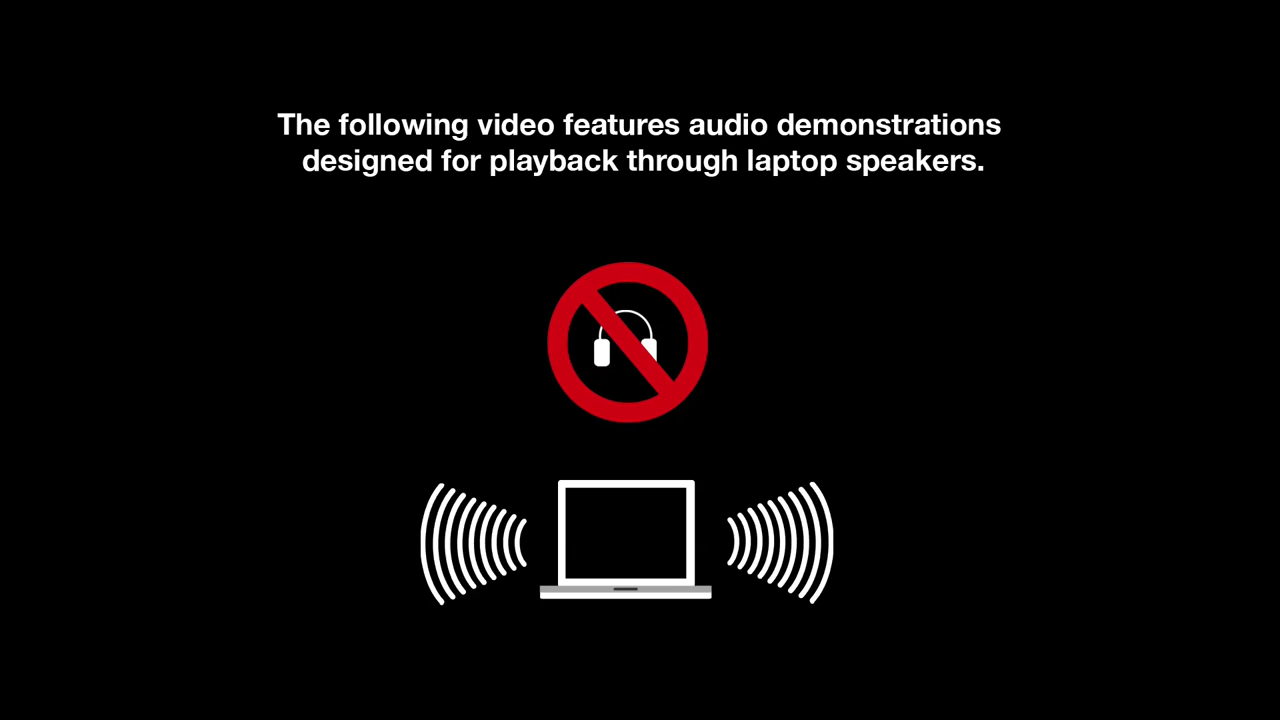 The following video features audio demonstrations
designed for playback through laptop speakers.